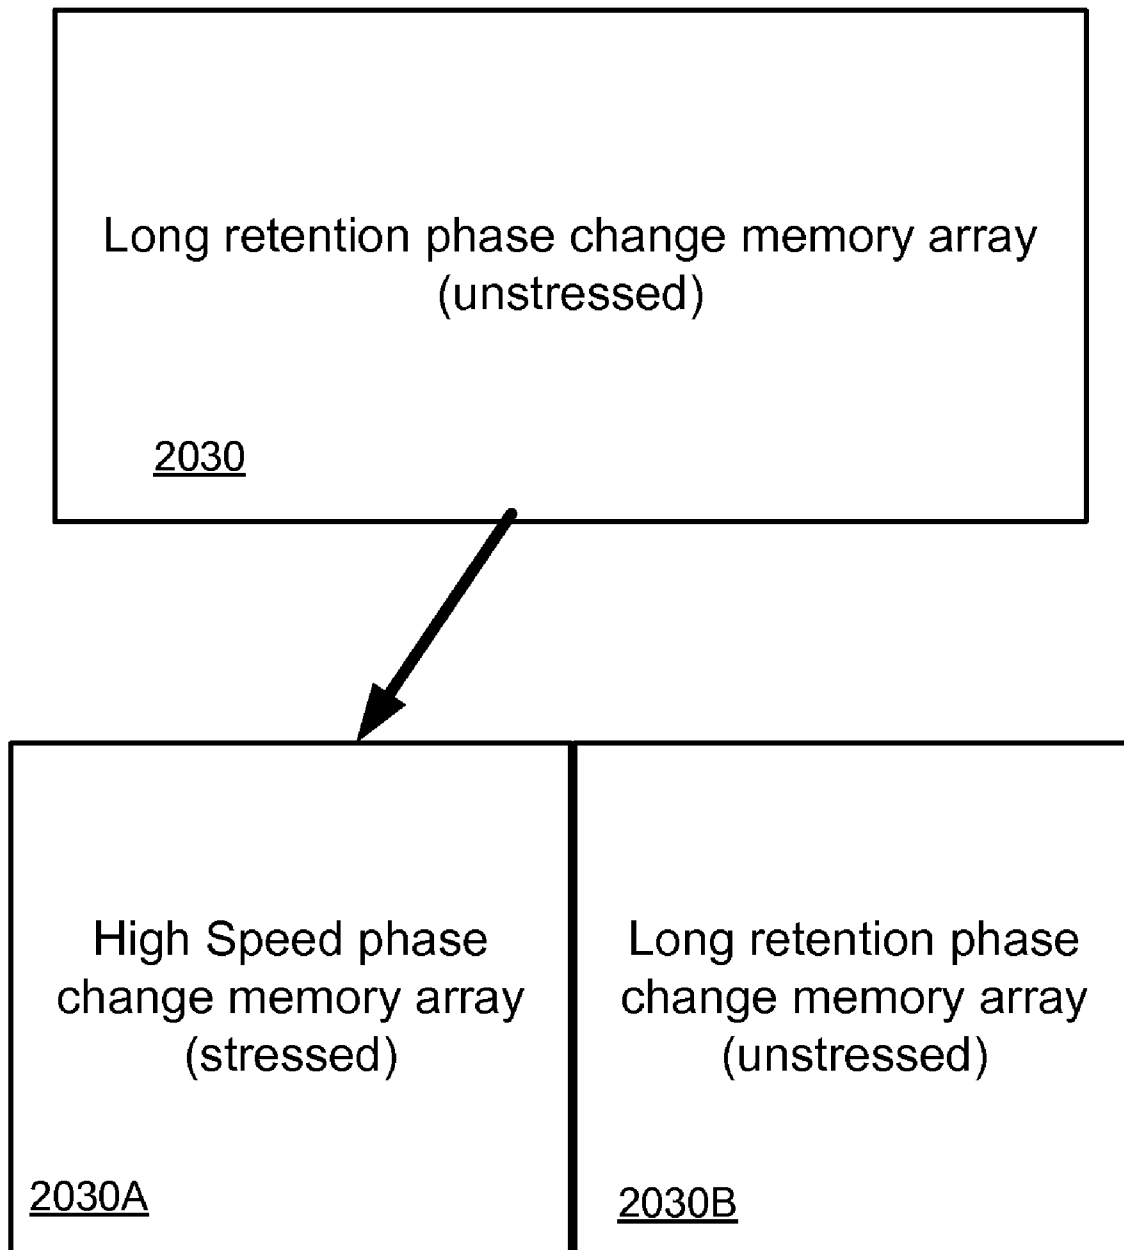 Long retention phase change memory array
(unstressed)
2030
High Speed phase
change memory array
(stressed)
2030A
Long retention phase
change memory array
(unstressed)
2030B